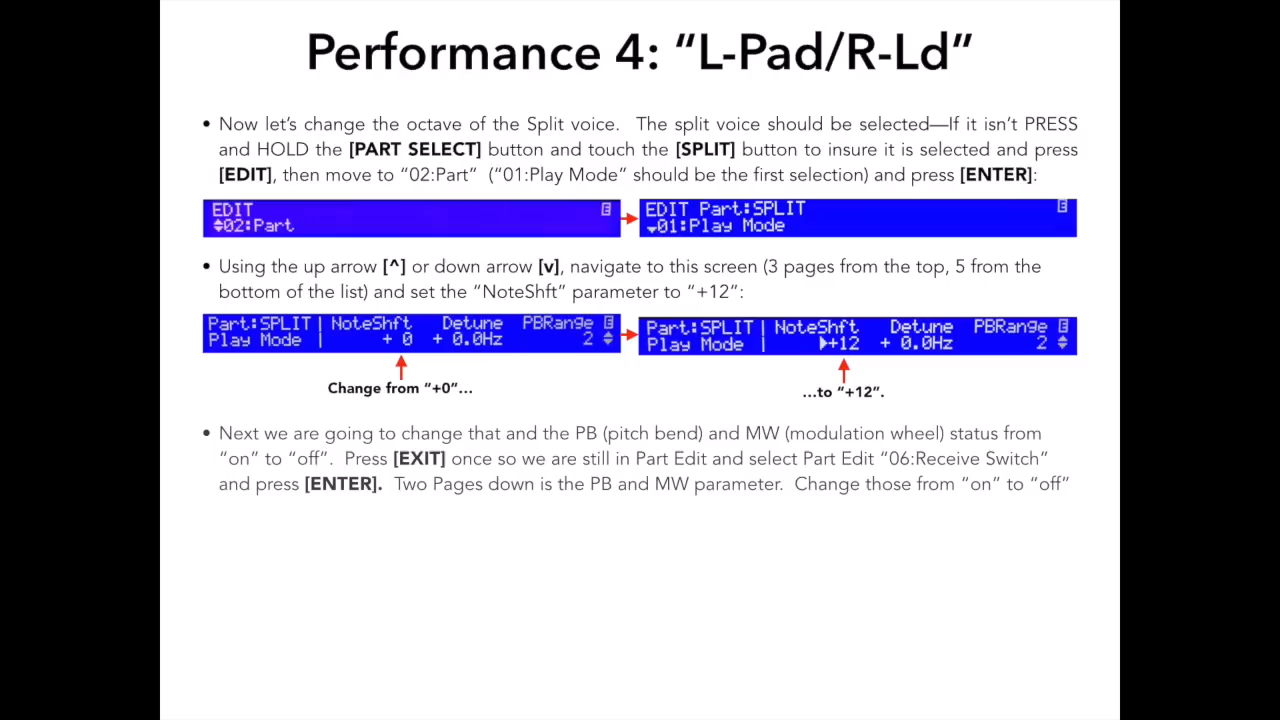 Performance 4: “L-Pad/R-Ld”
• Now let’s change the octave of the Split voice.  The split voice should be selected—If it isn’t PRESS
and HOLD the [PART SELECT] button and touch the [SPLIT] button to insure it is selected and press
[EDIT], then move to “02:Part”  (“01:Play Mode” should be the first selection) and press [ENTER]:
EDIT E
02:Part
EDIT Part:SPLIT E
01:Play Mode
• Using the up arrow [^] or down arrow [v], navigate to this screen (3 pages from the top, 5 from the
bottom of the list) and set the “NoteShft” parameter to “+12”:
Part:SPLIT| NoteShft Detune PBRange E
Play Mode | + 0 + 0.0Hz 2
Part:SPLIT| NoteShft Detune PBRange E
Play Mode | +12 + 0.0Hz 2
Change from “+0”…
…to “+12”.
• Next we are going to change that and the PB (pitch bend) and MW (modulation wheel) status from
“on” to “off”.  Press [EXIT] once so we are still in Part Edit and select Part Edit “06:Receive Switch”
and press [ENTER].  Two Pages down is the PB and MW parameter.  Change those from “on” to “off”